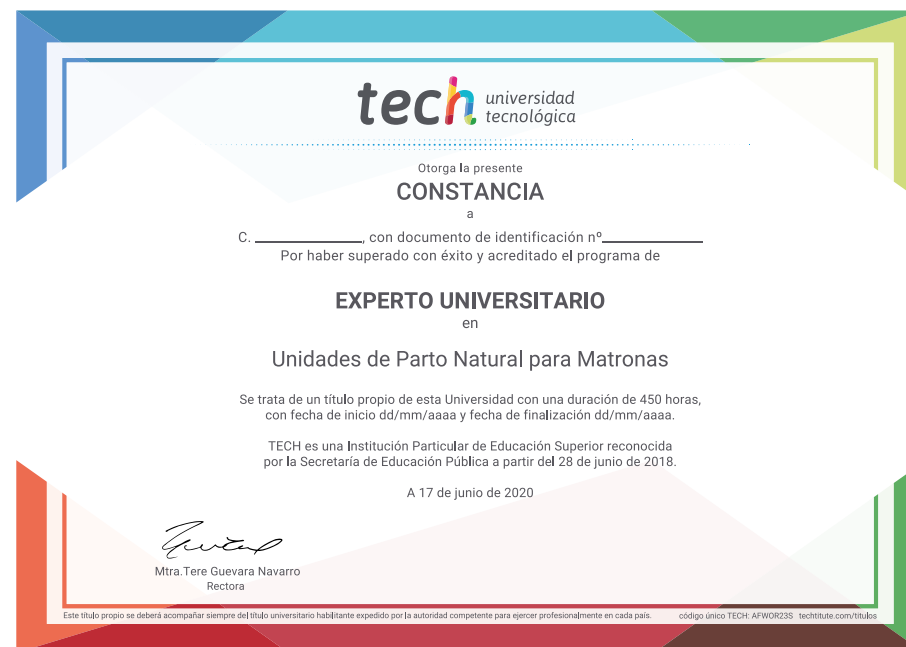 tech universidad
tecnológica
Otorga la presente
CONSTANCIA
a
C. ______________, con documento de identificación nº______________
Por haber superado con éxito y acreditado el programa de
EXPERTO UNIVERSITARIO
en
Unidades de Parto Natural para Matronas
Se trata de un título propio de esta Universidad con una duración de 450 horas,
con fecha de inicio dd/mm/aaaa y fecha de finalización dd/mm/aaaa.
TECH es una Institución Particular de Educación Superior reconocida
por la Secretaría de Educación Pública a partir del 28 de junio de 2018.
A 17 de junio de 2020
Mtra.Tere Guevara Navarro
Rectora
Este título propio se deberá acompañar siempre del título universitario habilitante expedido por la autoridad competente para ejercer profesionalmente en cada país. código único TECH: AFWOR23S techtitute.com/titulos